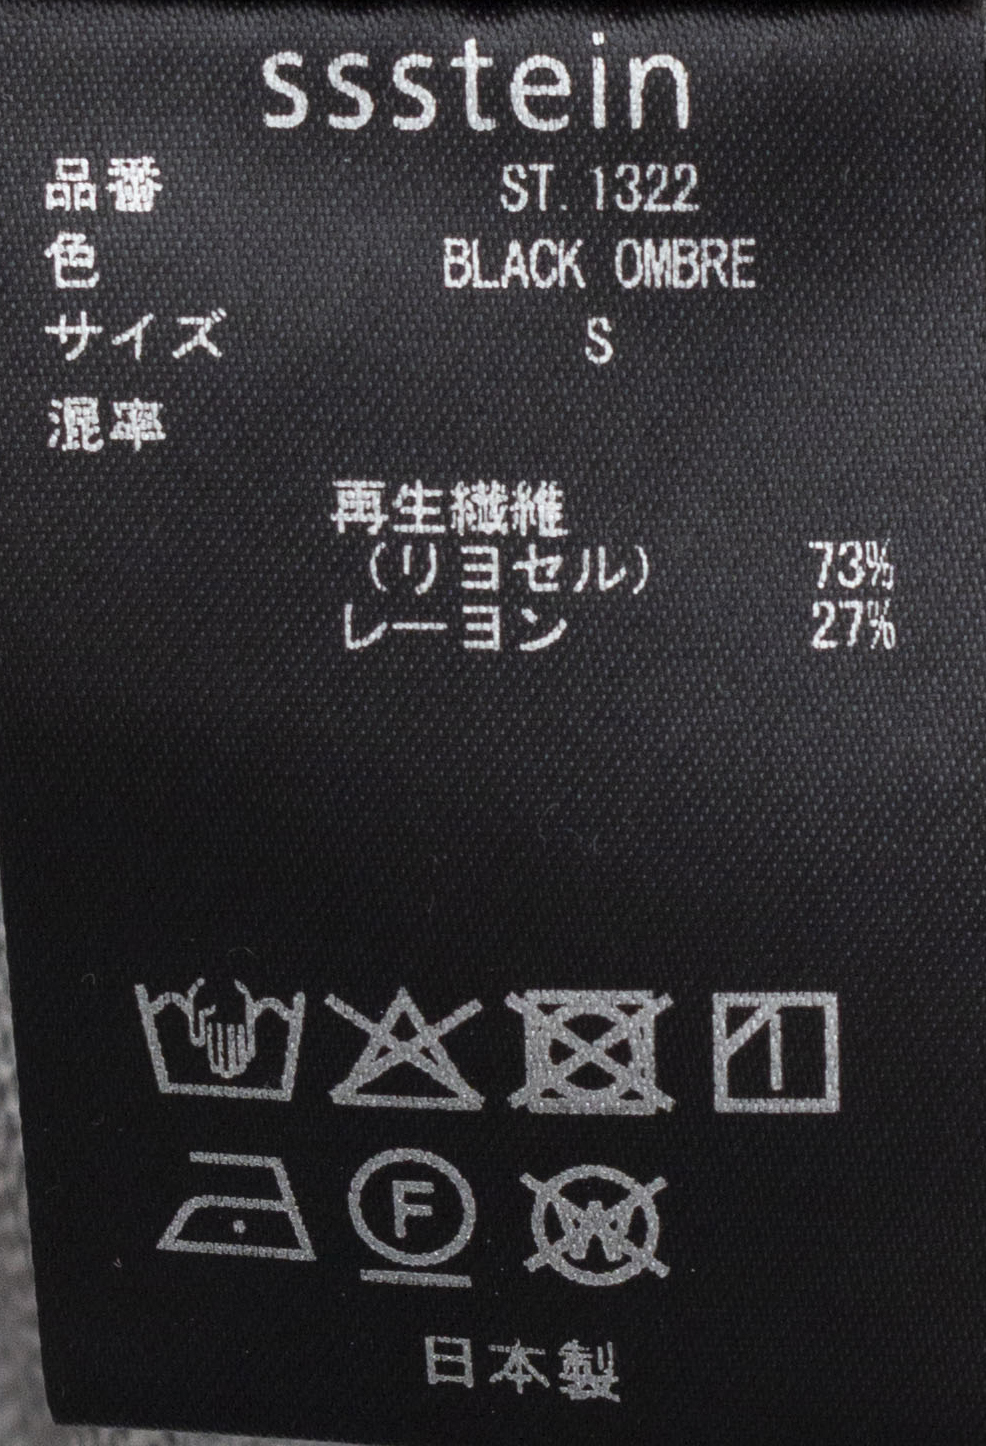 ssstein
品番 ST. 1322
色 BLACK OMBRE
サイズ S
混率
再生繊維
(リヨセル) 73%
レーヨン 27%
F W
日本製